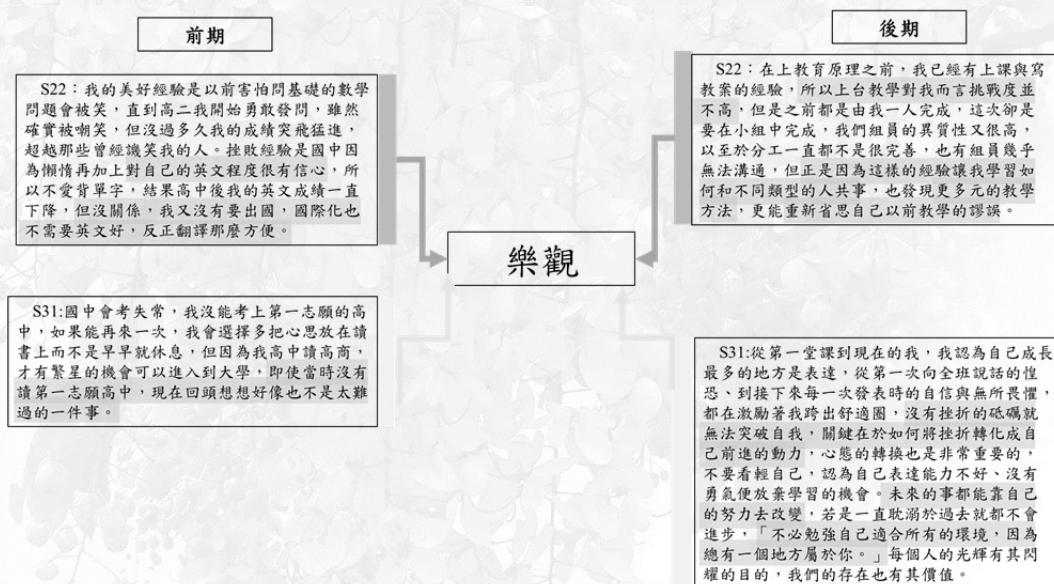 前期
S22：我的美好經驗是以前害怕問基礎的數學
問題會被笑，直到高二我開始勇敢發問，雖然
確實被嘲笑，但沒過多久我的成績突飛猛進，
超越那些曾經譏笑我的人。挫敗經驗是國中因
為懶惰再加上對自己的英文程度很有信心，所
以不愛背單字，結果高中後我的英文成績一直
下降，但沒關係，我又沒有要出國，國際化也
不需要英文好，反正翻譯那麼方便。
S31:國中會考失常，我沒能考上第一志願的高
中，如果能再來一次，我會選擇多把心思放在讀
書上而不是早早就休息，但因為我高中讀高商，
才有繁星的機會可以進入到大學，即使當時沒有
讀第一志願高中，現在回頭想想好像也不是太難
過的一件事。
樂觀
後期
S22：在上教育原理之前，我已經有上課與寫
教案的經驗，所以上台教學對我而言挑戰度並
不高，但是之前都是由我一人完成，這次卻是
要在小組中完成，我們組員的異質性又很高，
以至於分工一直都不是很完善，也有組員幾乎
無法溝通，但正是因為這樣的經驗讓我學習如
何和不同類型的人共事，也發現更多元的教學
方法，更能重新省思自己以前教學的謬誤。
S31:從第一堂課到現在的我，我認為自己成長
最多的地方是表達，從第一次向全班說話的惶
恐、到接下來每一次發表時的自信與無所畏懼，
都在激勵著我跨出舒適圈，沒有挫折的砥礪就
無法突破自我，關鍵在於如何將挫折轉化成自
己前進的動力，心態的轉換也是非常重要的，
不要看輕自己，認為自己表達能力不好、沒有
勇氣便放棄學習的機會。未來的事都能靠自己
的努力去改變，若是一直耽溺於過去就都不會
進步，「不必勉強自己適合所有的環境，因為
總有一個地方屬於你。」每個人的光輝有其閃
耀的目的，我們的存在也有其價值。